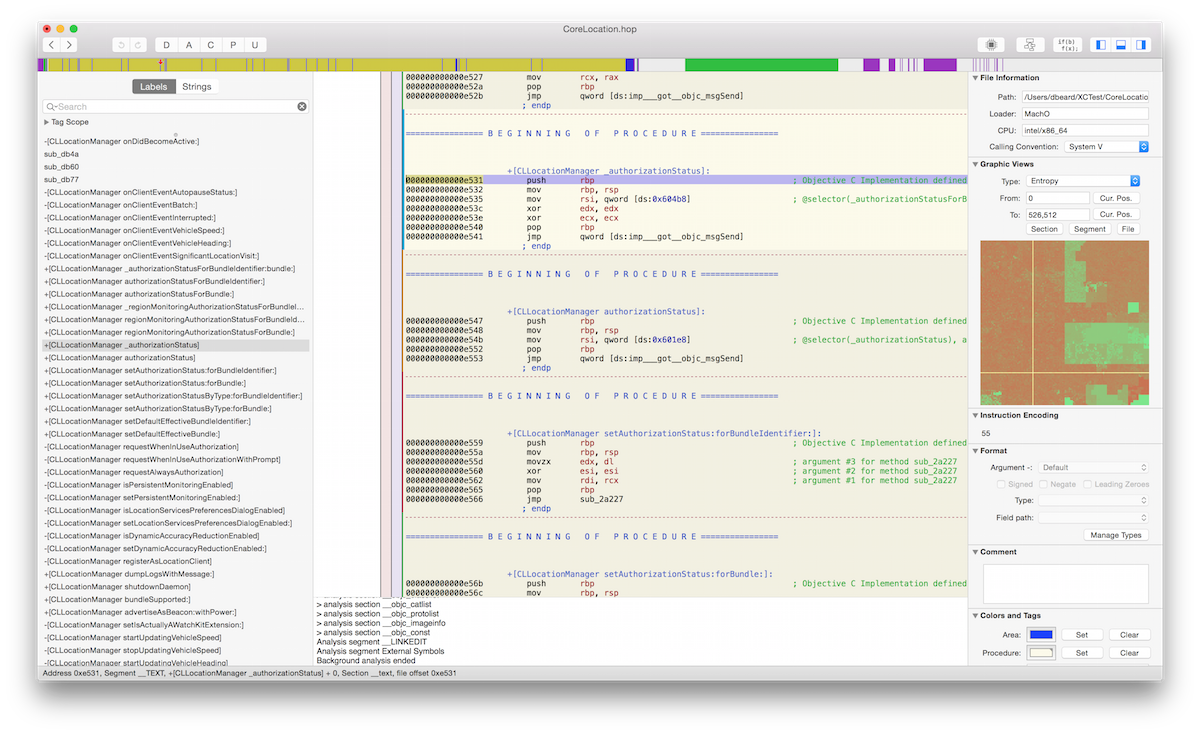 CoreLocation.hop
D A C P U
if(b) f(x);
Labels Strings
Search
Tag Scope
-[CLLocationManager onDidBecomeActive:]
sub_db4a
sub_db60
sub_db77
-[CLLocationManager onClientEventAutopauseStatus:]
-[CLLocationManager onClientEventBatch:]
-[CLLocationManager onClientEventInterrupted:]
-[CLLocationManager onClientEventVehicleSpeed:]
-[CLLocationManager onClientEventVehicleHeading:]
-[CLLocationManager onClientEventSignificantLocationVisit:]
+[CLLocationManager _authorizationStatusForBundleIdentifier:bundle:]
+[CLLocationManager authorizationStatusForBundleIdentifier:]
+[CLLocationManager authorizationStatusForBundle:]
+[CLLocationManager _regionMonitoringAuthorizationStatusForBundleI...
+[CLLocationManager regionMonitoringAuthorizationStatusForBundleId...
+[CLLocationManager regionMonitoringAuthorizationStatusForBundle:]
+[CLLocationManager _authorizationStatus]
+[CLLocationManager authorizationStatus]
+[CLLocationManager setAuthorizationStatus:forBundleIdentifier:]
+[CLLocationManager setAuthorizationStatus:forBundle:]
+[CLLocationManager setAuthorizationStatusByType:forBundleIdentifier:]
+[CLLocationManager setAuthorizationStatusByType:forBundle:]
+[CLLocationManager setDefaultEffectiveBundleIdentifier:]
+[CLLocationManager setDefaultEffectiveBundle:]
-[CLLocationManager requestWhenInUseAuthorization]
-[CLLocationManager requestWhenInUseAuthorizationWithPrompt]
-[CLLocationManager requestAlwaysAuthorization]
-[CLLocationManager isPersistentMonitoringEnabled]
-[CLLocationManager setPersistentMonitoringEnabled:]
-[CLLocationManager isLocationServicesPreferencesDialogEnabled]
-[CLLocationManager setLocationServicesPreferencesDialogEnabled:]
-[CLLocationManager isDynamicAccuracyReductionEnabled]
-[CLLocationManager setDynamicAccuracyReductionEnabled:]
-[CLLocationManager registerAsLocationClient]
+[CLLocationManager dumpLogsWithMessage:]
+[CLLocationManager shutdownDaemon]
+[CLLocationManager bundleSupported:]
+[CLLocationManager advertiseAsBeacon:withPower:]
+[CLLocationManager setIsActuallyAWatchKitExtension:]
-[CLLocationManager startUpdatingVehicleSpeed]
-[CLLocationManager stopUpdatingVehicleSpeed]
-[CLLocationManager startUpdatingVehicleHeading]
000000000000e527 mov rcx, rax
000000000000e52a pop rbp
000000000000e52b jmp qword [ds:imp___got__objc_msgSend]
; endp
=============== B E G I N N I N G O F P R O C E D U R E ===============
+[CLLocationManager _authorizationStatus]:
000000000000e531 push rbp ; Objective C Implementation defined
000000000000e532 mov rbp, rsp
000000000000e535 mov rsi, qword [ds:0x604b8] ; @selector(_authorizationStatusForB
000000000000e53c xor edx, edx
000000000000e53e xor ecx, ecx
000000000000e540 pop rbp
000000000000e541 jmp qword [ds:imp___got__objc_msgSend]
; endp
=============== B E G I N N I N G O F P R O C E D U R E ===============
+[CLLocationManager authorizationStatus]:
000000000000e547 push rbp ; Objective C Implementation defined
000000000000e548 mov rbp, rsp
000000000000e54b mov rsi, qword [ds:0x601e8] ; @selector(_authorizationStatus), a
000000000000e552 pop rbp
000000000000e553 jmp qword [ds:imp___got__objc_msgSend]
; endp
=============== B E G I N N I N G O F P R O C E D U R E ===============
+[CLLocationManager setAuthorizationStatus:forBundleIdentifier:]:
000000000000e559 push rbp ; Objective C Implementation defined
000000000000e55a mov rbp, rsp
000000000000e55d movzx edx, dl ; argument #3 for method sub_2a227
000000000000e560 xor esi, esi ; argument #2 for method sub_2a227
000000000000e562 mov rdi, rcx ; argument #1 for method sub_2a227
000000000000e565 pop rbp
000000000000e566 jmp sub_2a227
; endp
=============== B E G I N N I N G O F P R O C E D U R E ===============
+[CLLocationManager setAuthorizationStatus:forBundle:]:
000000000000e56b push rbp ; Objective C Implementation defined
000000000000e56c mov rbp, rsp
> analysis section __objc_catlist
> analysis section __objc_protolist
> analysis section __objc_imageinfo
> analysis section __objc_const
Analysis segment __LINKEDIT
Analysis segment External Symbols
Background analysis ended
File Information
Path: /Users/dbeard/XCTest/CoreLocatio
Loader: MachO
CPU: intel/x86_64
Calling Convention: System V
Graphic Views
Type: Entropy
From: 0 Cur. Pos.
To: 526,512 Cur. Pos.
Section Segment File
Instruction Encoding
55
Format
Argument -: Default
Signed Negate Leading Zeroes
Type:
Field path:
Manage Types
Comment
Colors and Tags
Area: Set Clear
Procedure: Set Clear
Address 0xe531, Segment __TEXT, +[CLLocationManager _authorizationStatus] + 0, Section __text, file offset 0xe531